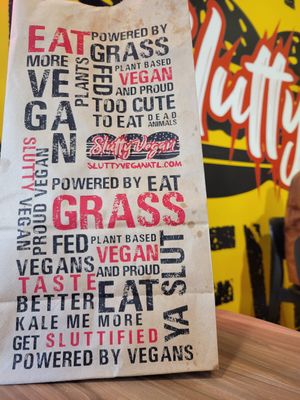 EAT
MORE
VEGAN
PLANTS
POWERED BY
GRASS
FED
PLANT BASED
VEGAN
AND PROUD
TOO CUTE
TO EAT
DEAD
ANIMALS
Slutty Vegan
SLUTTYVEGANATL.COM
SLUTTY
VEGAN
PROUD VEGAN
POWERED BY EAT
GRASS
FED
VEGANS
PLANT BASED
VEGAN
AND PROUD
TASTE
BETTER
EAT
YA SLUT
KALE ME MORE
GET SLUTTIFIED
POWERED BY VEGANS
Slutty